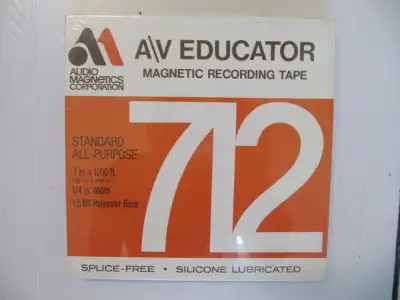 A\V EDUCATOR
MAGNETIC RECORDING TAPE
AUDIO
MAGNETICS
CORPORATION
712
STANDARD
ALL-PURPOSE
7 in. x 1200 ft.
1/4 in. Width
1.5 Mil Polyester Base
SPLICE-FREE • SILICONE LUBRICATED